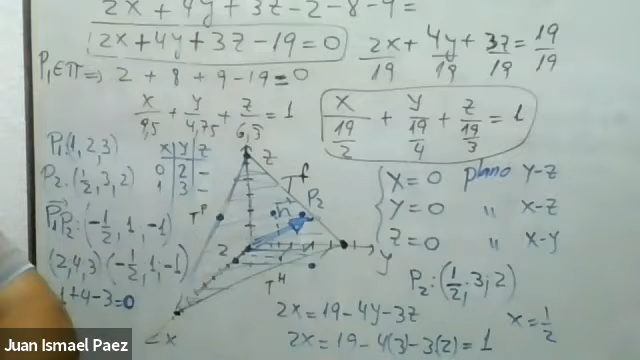 2x + 4y + 3z - 2 - 8 - 9 =
2x + 4y + 3z - 19 = 0
2x/19 + 4y/19 + 3z/19 = 19/19
P₁ ∈ π ⇒ 2 + 8 + 9 - 19 = 0
x/9,5 + y/4,75 + z/6,3 = 1
x/(19/2) + y/(19/4) + z/(19/3) = 1
P₁: (1, 2, 3)
x | y | z
0 | 2 | -
1 | 3 | -
P₂: (1/2, 3, 2)
P₁P₂: (-1/2, 1, -1)
(2, 4, 3)(-1/2, 1, -1)
+4-3=0
z
P₂
y
x
2
x = 0 plano y-z
y = 0 " x-z
z = 0 " x-y
P₂: (1/2, 3, 2)
2x = 19 - 4y - 3z
2x = 19 - 4(3) - 3(2) = 1
x = 1/2
Juan Ismael Paez